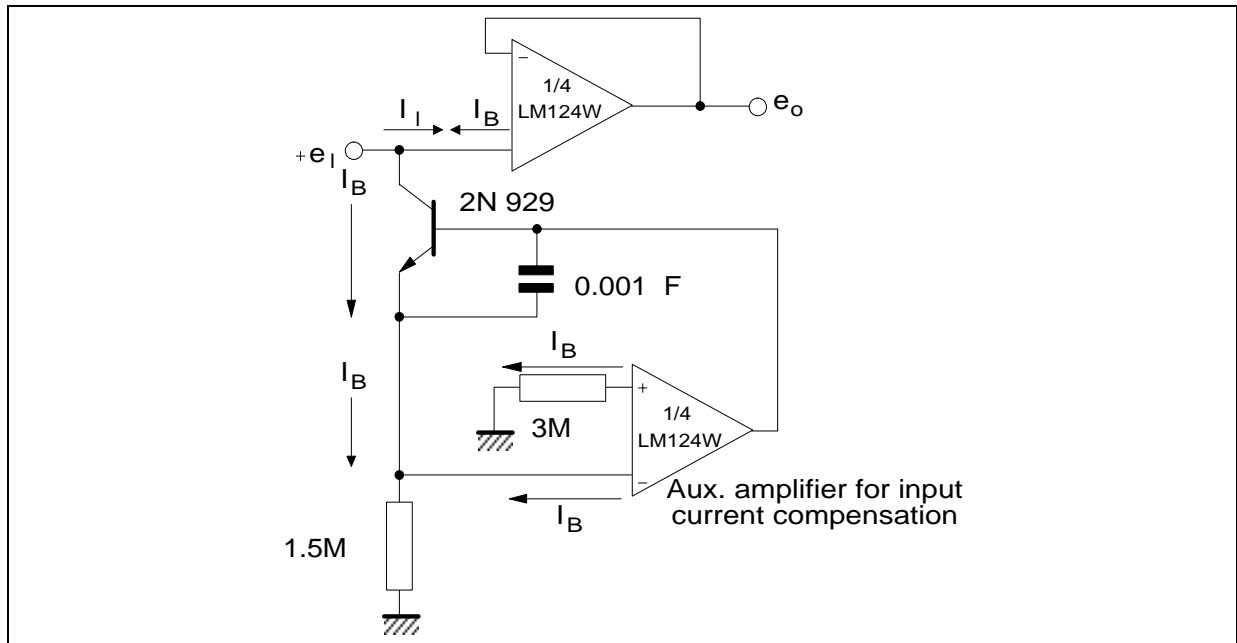 −
1/4
LM124W
e o
I I
I B
+ e I
I B
2N 929
0.001 F
I B
I B
+
3M
1/4
LM124W
−
I B
Aux. amplifier for input
current compensation
1.5M